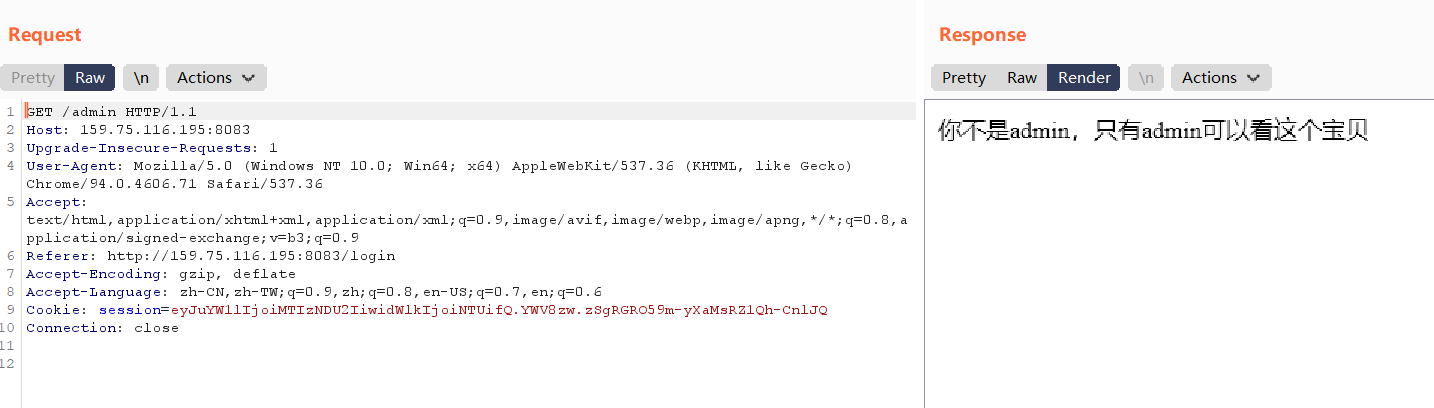 Request
Pretty Raw \n Actions
1 GET /admin HTTP/1.1
2 Host: 159.75.116.195:8083
3 Upgrade-Insecure-Requests: 1
4 User-Agent: Mozilla/5.0 (Windows NT 10.0; Win64; x64) AppleWebKit/537.36 (KHTML, like Gecko)
Chrome/94.0.4606.71 Safari/537.36
5 Accept:
text/html,application/xhtml+xml,application/xml;q=0.9,image/avif,image/webp,image/apng,*/*;q=0.8,a
pplication/signed-exchange;v=b3;q=0.9
6 Referer: http://159.75.116.195:8083/login
7 Accept-Encoding: gzip, deflate
8 Accept-Language: zh-CN,zh-TW;q=0.9,zh;q=0.8,en-US;q=0.7,en;q=0.6
9 Cookie: session=eyJuYW1lIjoiMTIzNDU2IiwidWlkIjoiNTUifQ.YWV8zw.zSgRGRO59m-yXaMsRZ1Qh-CnlJQ
10 Connection: close
11
12
Response
Pretty Raw Render \n Actions
你不是admin，只有admin可以看这个宝贝